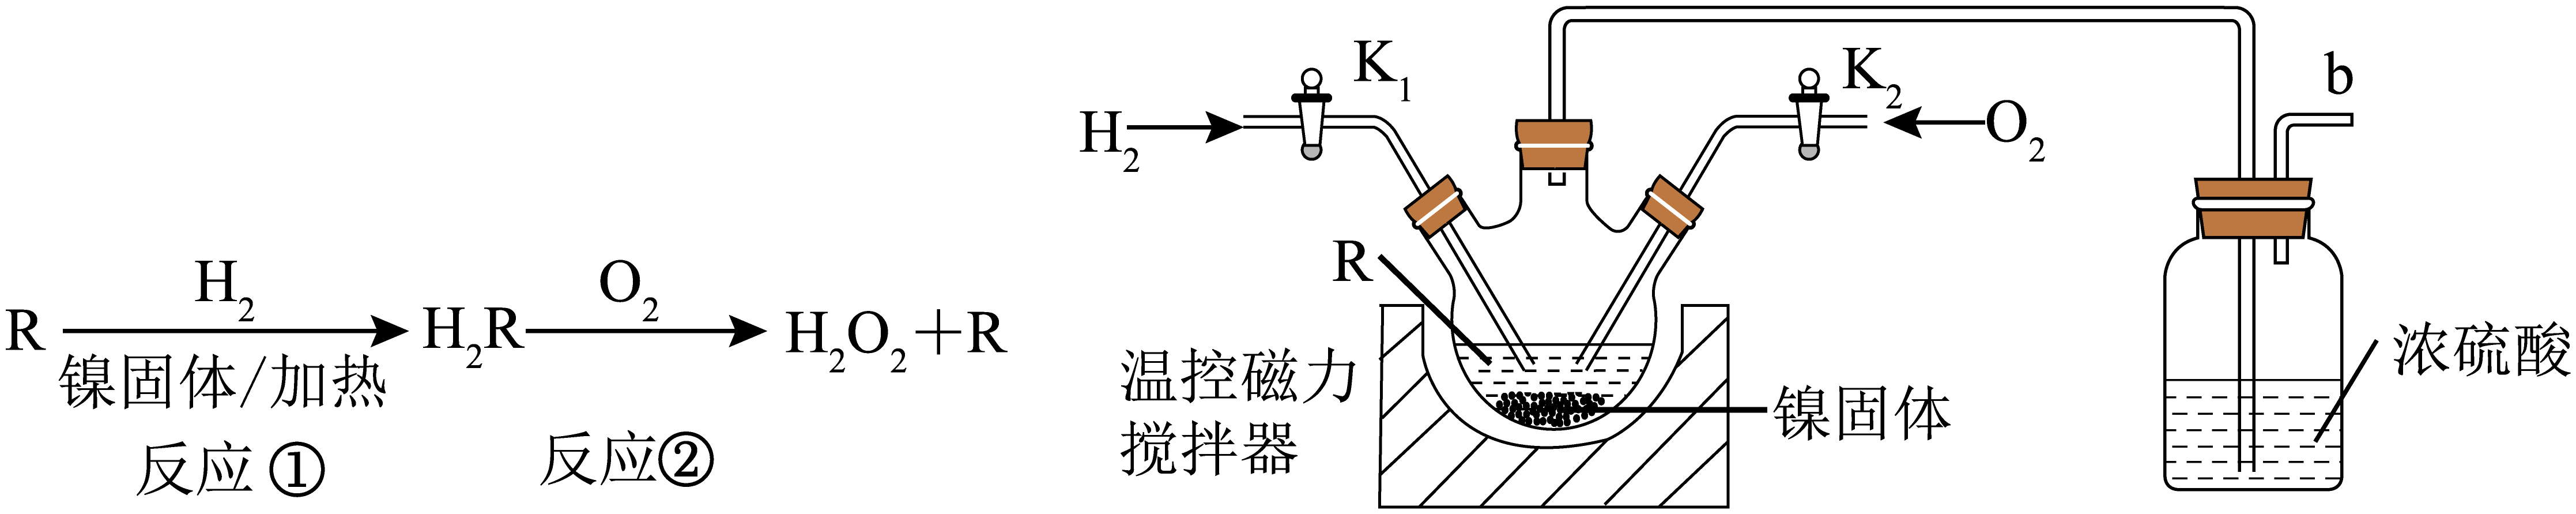 R
H₂
镍固体/加热
反应①
H₂R
O₂
反应②
H₂O₂+R
H₂
K₁
K₂
O₂
b
R
温控磁力
搅拌器
镍固体
浓硫酸